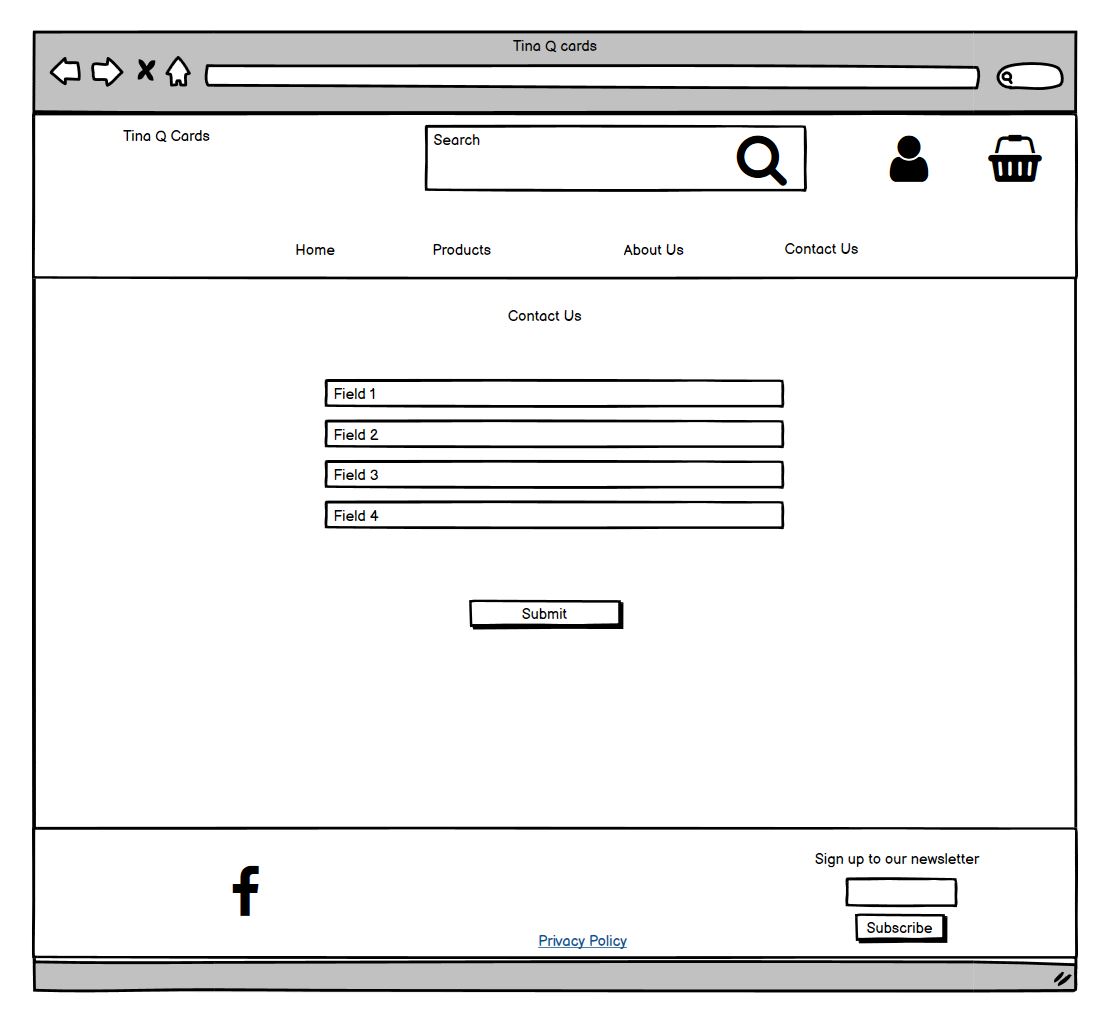 Tina Q cards
Tina Q Cards
Search
Home
Products
About Us
Contact Us
Contact Us
Field 1
Field 2
Field 3
Field 4
Submit
Sign up to our newsletter
Subscribe
Privacy Policy